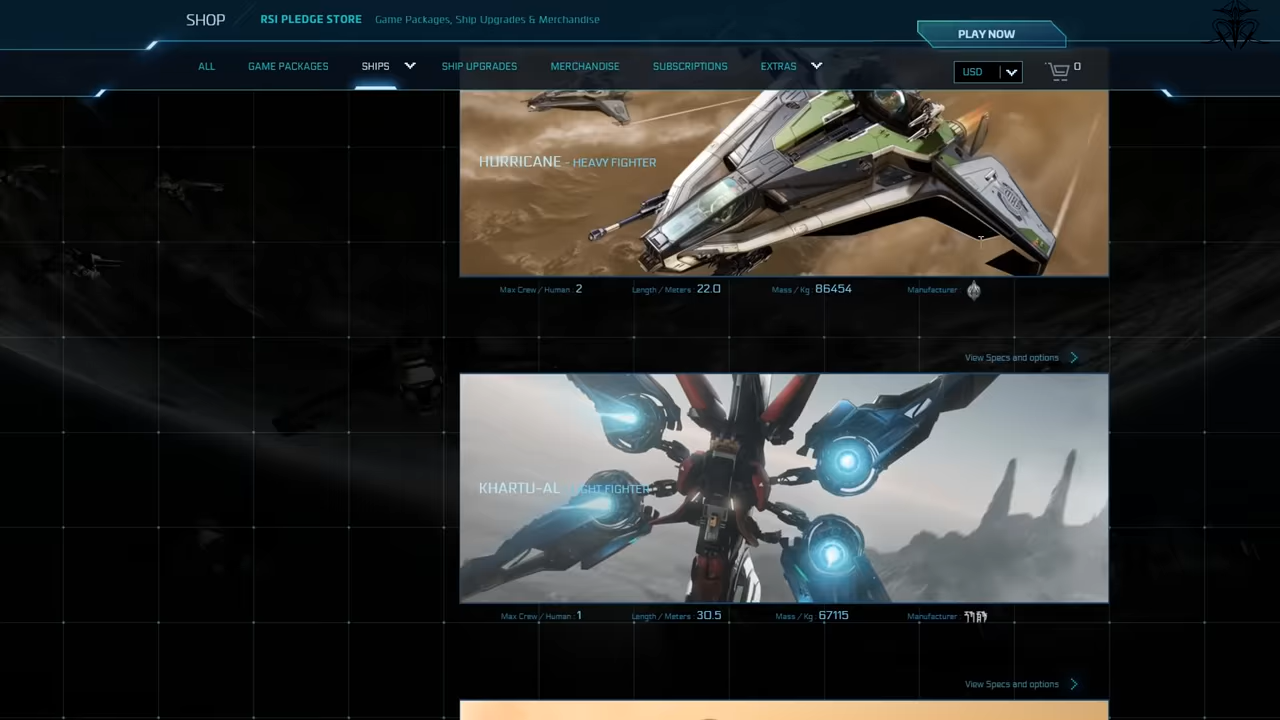 SHOP
RSI PLEDGE STORE
Game Packages, Ship Upgrades & Merchandise
PLAY NOW
ALL
GAME PACKAGES
SHIPS
SHIP UPGRADES
MERCHANDISE
SUBSCRIPTIONS
EXTRAS
USD
0
HURRICANE - HEAVY FIGHTER
Max Crew / Human : 2
Length / Meters : 22.0
Mass / Kg : 86454
Manufacturer :
View Specs and options
KHARTU-AL - LIGHT FIGHTER
Max Crew / Human : 1
Length / Meters : 30.5
Mass / Kg : 67115
Manufacturer :
View Specs and options